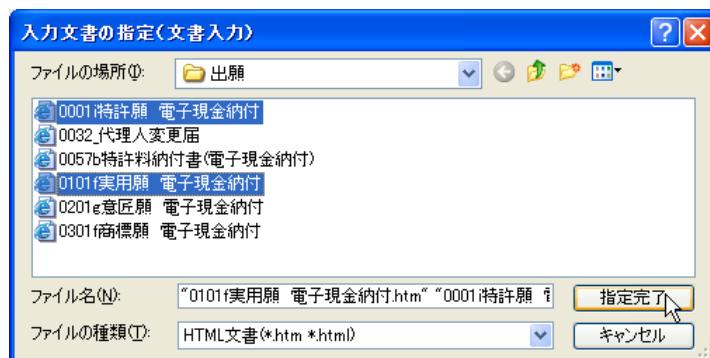 入力文書の指定(文書入力)
ファイルの場所(I): 出願
0001i特許願 電子現金納付
0032_代理人変更届
0057b特許料納付書(電子現金納付)
0101f実用願 電子現金納付
0201g意匠願 電子現金納付
0301f商標願 電子現金納付
ファイル名(N): "0101f実用願 電子現金納付.htm" "0001i特許願 指定完了
ファイルの種類(T): HTML文書(*.htm *.html) キャンセル